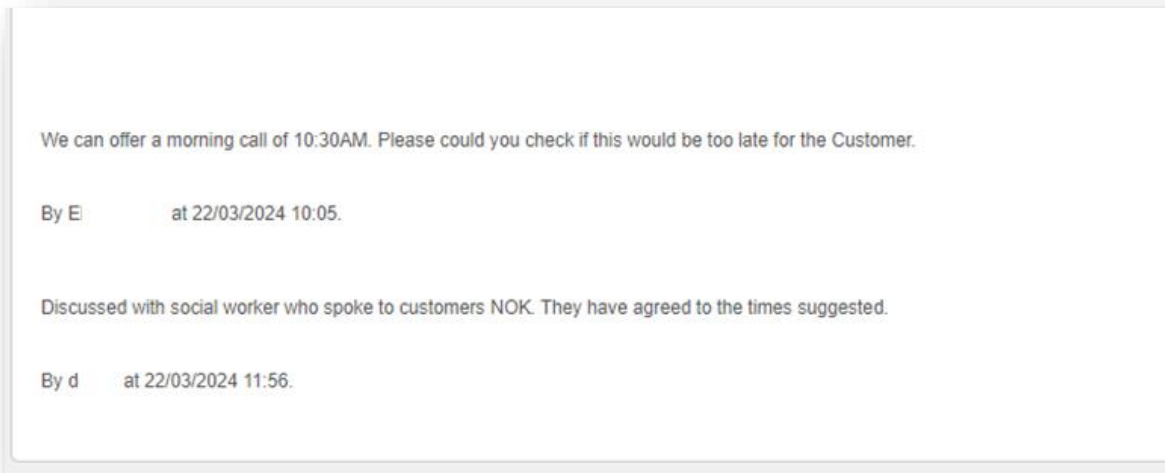 We can offer a morning call of 10:30AM. Please could you check if this would be too late for the Customer.
By E at 22/03/2024 10:05.
Discussed with social worker who spoke to customers NOK. They have agreed to the times suggested.
By d at 22/03/2024 11:56.